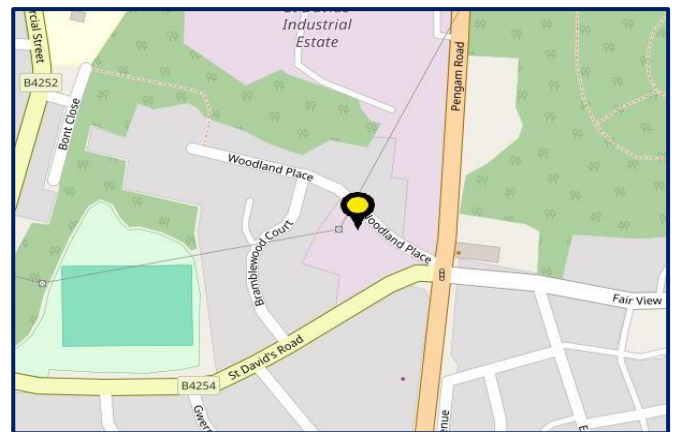 St David's
Industrial
Estate
rcial Street
B4252
Bont Close
Pengam Road
Woodland Place
Bramblewood Court
Woodland Place
Fair View
St David's Road
B4254
Gwer
enue
E